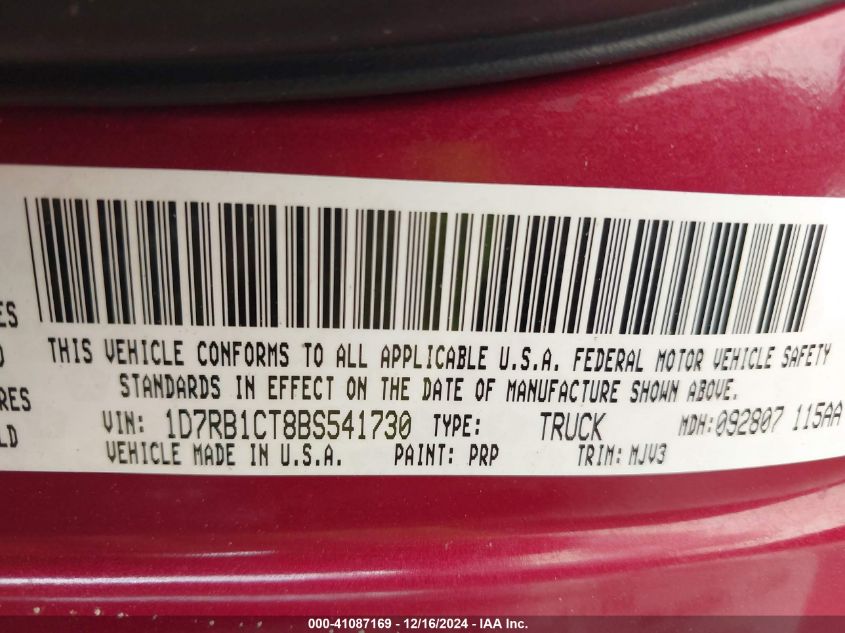 ES
THIS VEHICLE CONFORMS TO ALL APPLICABLE U.S.A. FEDERAL MOTOR VEHICLE SAFETY
STANDARDS IN EFFECT ON THE DATE OF MANUFACTURE SHOWN ABOVE.
RES
VIN: 1D7RB1CT8BS541730 TYPE: TRUCK MDH:092807 115AA
LD
VEHICLE MADE IN U.S.A. PAINT: PRP TRIM: MJV3
000-41087169 - 12/16/2024 - IAA Inc.